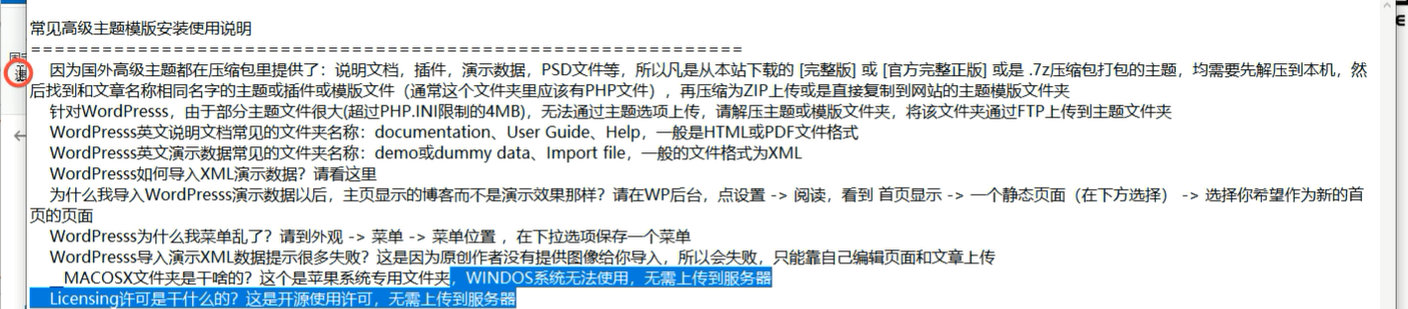 常见高级主题模版安装使用说明
===========================================================
因为国外高级主题都在压缩包里提供了：说明文档，插件，演示数据，PSD文件等，所以凡是从本站下载的 [完整版] 或 [官方完整正版] 或是 .7z压缩包打包的主题，均需要先解压到本机，然
后找到和文章名称相同名字的主题或插件或模版文件（通常这个文件夹里应该有PHP文件），再压缩为ZIP上传或是直接复制到网站的主题模版文件夹
针对WordPresss，由于部分主题文件很大(超过PHP.INI限制的4MB)，无法通过主题选项上传，请解压主题或模版文件夹，将该文件夹通过FTP上传到主题文件夹
WordPresss英文说明文档常见的文件夹名称：documentation、User Guide、Help，一般是HTML或PDF文件格式
WordPresss英文演示数据常见的文件夹名称：demo或dummy data、Import file，一般的文件格式为XML
WordPresss如何导入XML演示数据？请看这里
为什么我导入WordPresss演示数据以后，主页显示的博客而不是演示效果那样？请在WP后台，点设置 -> 阅读，看到 首页显示 -> 一个静态页面（在下方选择） -> 选择你希望作为新的首
页的页面
WordPresss为什么我菜单乱了？请到外观 -> 菜单 -> 菜单位置 ，在下拉选项保存一个菜单
WordPresss导入演示XML数据提示很多失败？这是因为原创作者没有提供图像给你导入，所以会失败，只能靠自己编辑页面和文章上传
__MACOSX文件夹是干啥的？这个是苹果系统专用文件夹，WINDOS系统无法使用，无需上传到服务器
Licensing许可是干什么的？这是开源使用许可，无需上传到服务器